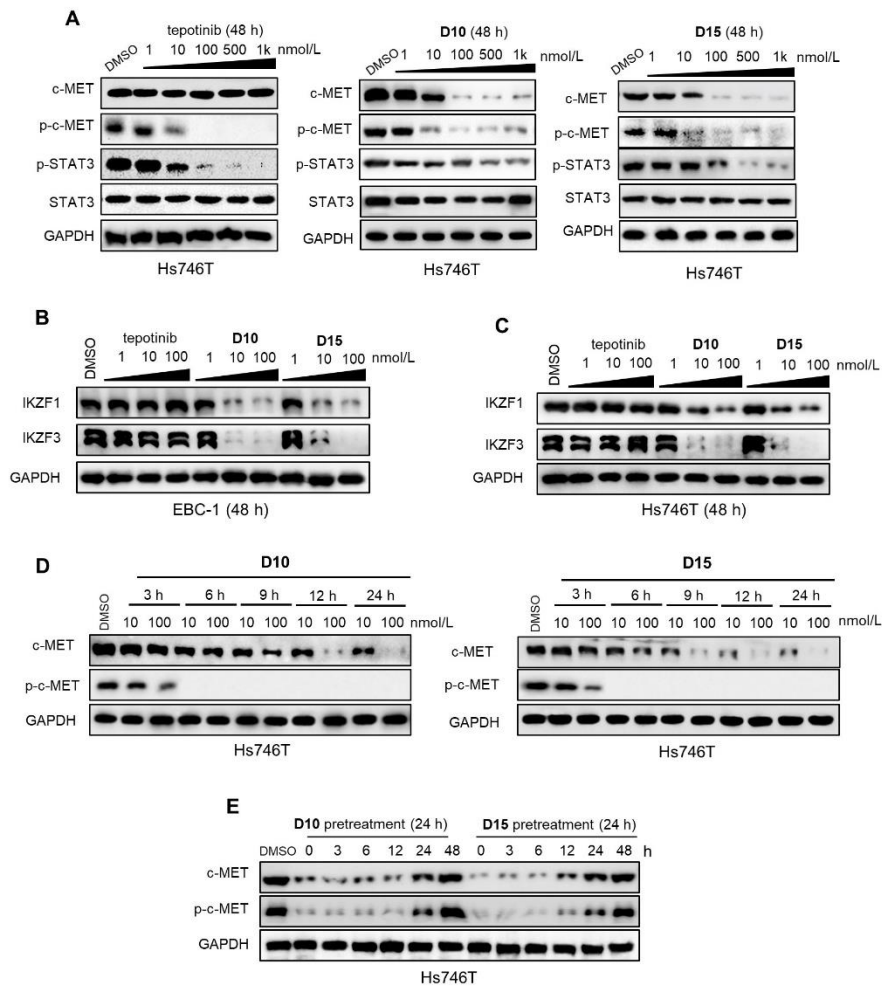 A
tepotinib (48 h)
DMSO 1 10 100 500 1k nmol/L
c-MET
p-c-MET
p-STAT3
STAT3
GAPDH
Hs746T
D10 (48 h)
DMSO 1 10 100 500 1k nmol/L
c-MET
p-c-MET
p-STAT3
STAT3
GAPDH
Hs746T
D15 (48 h)
DMSO 1 10 100 500 1k nmol/L
c-MET
p-c-MET
p-STAT3
STAT3
GAPDH
Hs746T
B
tepotinib D10 D15
DMSO 1 10 100 1 10 100 1 10 100 nmol/L
IKZF1
IKZF3
GAPDH
EBC-1 (48 h)
C
tepotinib D10 D15
DMSO 1 10 100 1 10 100 1 10 100 nmol/L
IKZF1
IKZF3
GAPDH
Hs746T (48 h)
D
D10
3 h 6 h 9 h 12 h 24 h
DMSO 10 100 10 100 10 100 10 100 10 100 nmol/L
c-MET
p-c-MET
GAPDH
Hs746T
D15
3 h 6 h 9 h 12 h 24 h
DMSO 10 100 10 100 10 100 10 100 10 100 nmol/L
c-MET
p-c-MET
GAPDH
Hs746T
E
D10 pretreatment (24 h) D15 pretreatment (24 h)
DMSO 0 3 6 12 24 48 0 3 6 12 24 48 h
c-MET
p-c-MET
GAPDH
Hs746T